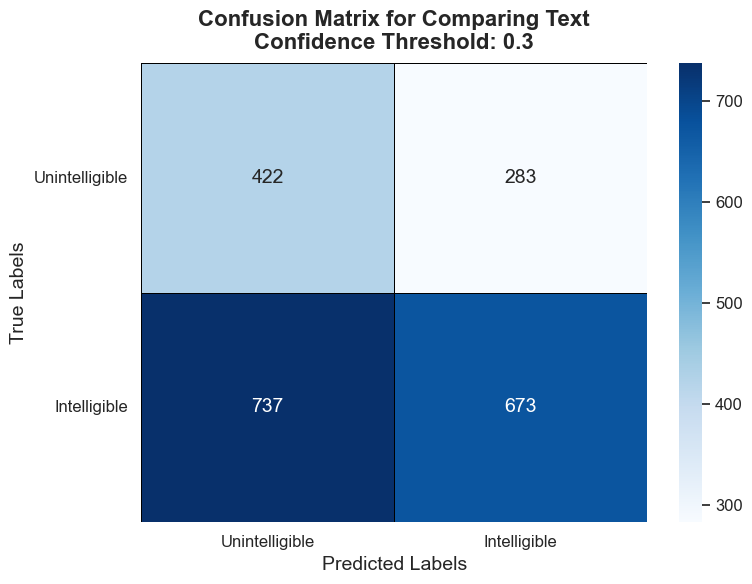 Confusion Matrix for Comparing Text
Confidence Threshold: 0.3
True Labels
Unintelligible
422
283
Intelligible
737
673
Unintelligible
Intelligible
Predicted Labels
700
600
500
400
300